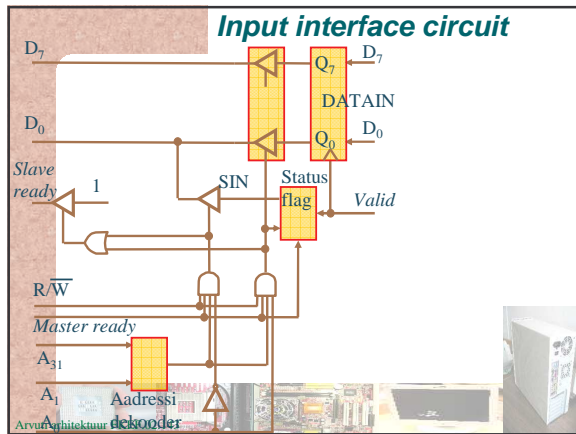 Input interface circuit
D7
D7
Q7
DATAIN
D0
Q0
D0
Slave ready
1
SIN
Status flag
Valid
R/W̅
Master ready
A31
A1
Aadressi dekooder
A0
Arvutiarhitektuur